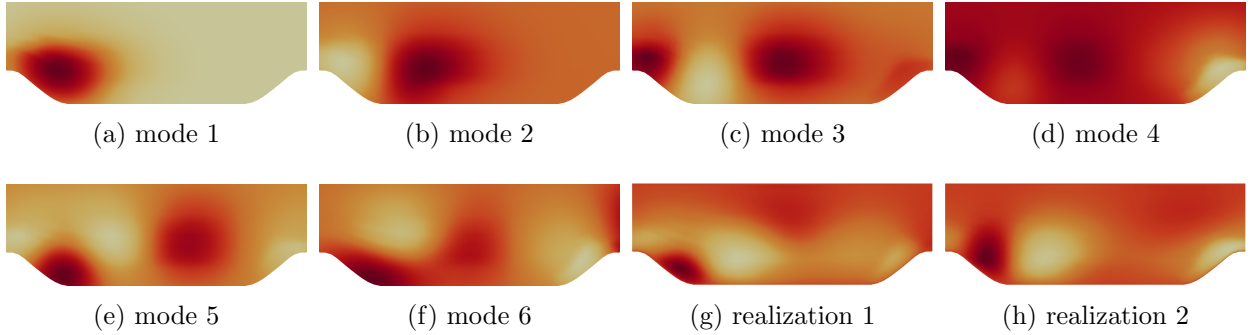 (a) mode 1
(b) mode 2
(c) mode 3
(d) mode 4
(e) mode 5
(f) mode 6
(g) realization 1
(h) realization 2